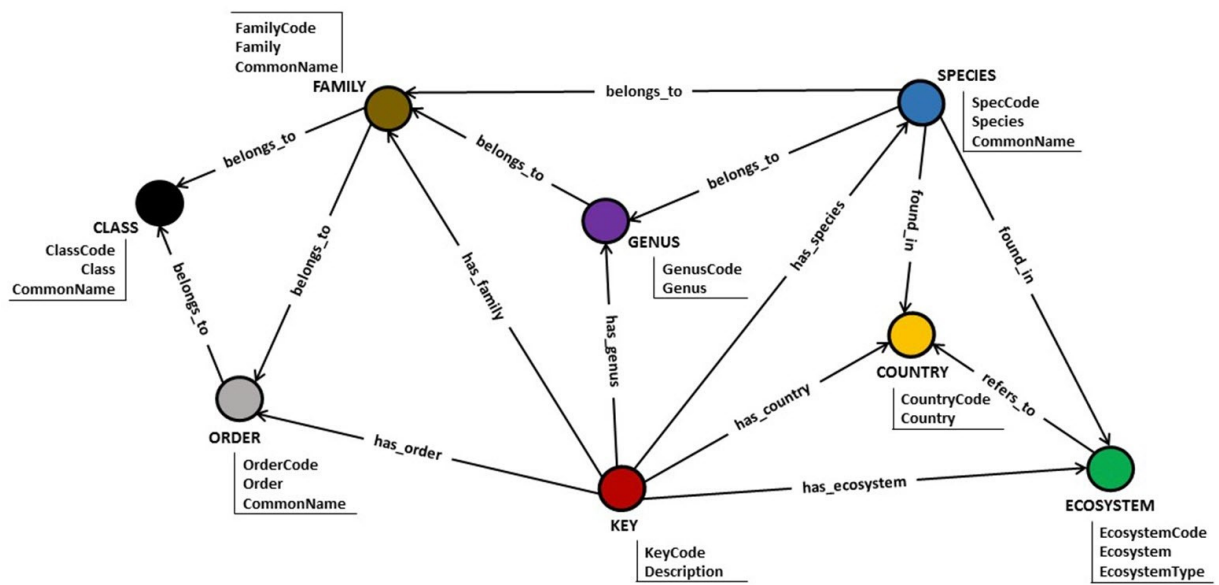 FamilyCode
Family
CommonName
FAMILY
SPECIES
SpecCode
Species
CommonName
belongs_to
belongs_to
belongs_to
belongs_to
CLASS
ClassCode
Class
CommonName
GENUS
GenusCode
Genus
belongs_to
belongs_to
has_family
has_species
found_in
found_in
has_genus
COUNTRY
CountryCode
Country
refers_to
has_country
ORDER
OrderCode
Order
CommonName
has_order
has_ecosystem
KEY
KeyCode
Description
ECOSYSTEM
EcosystemCode
Ecosystem
EcosystemType